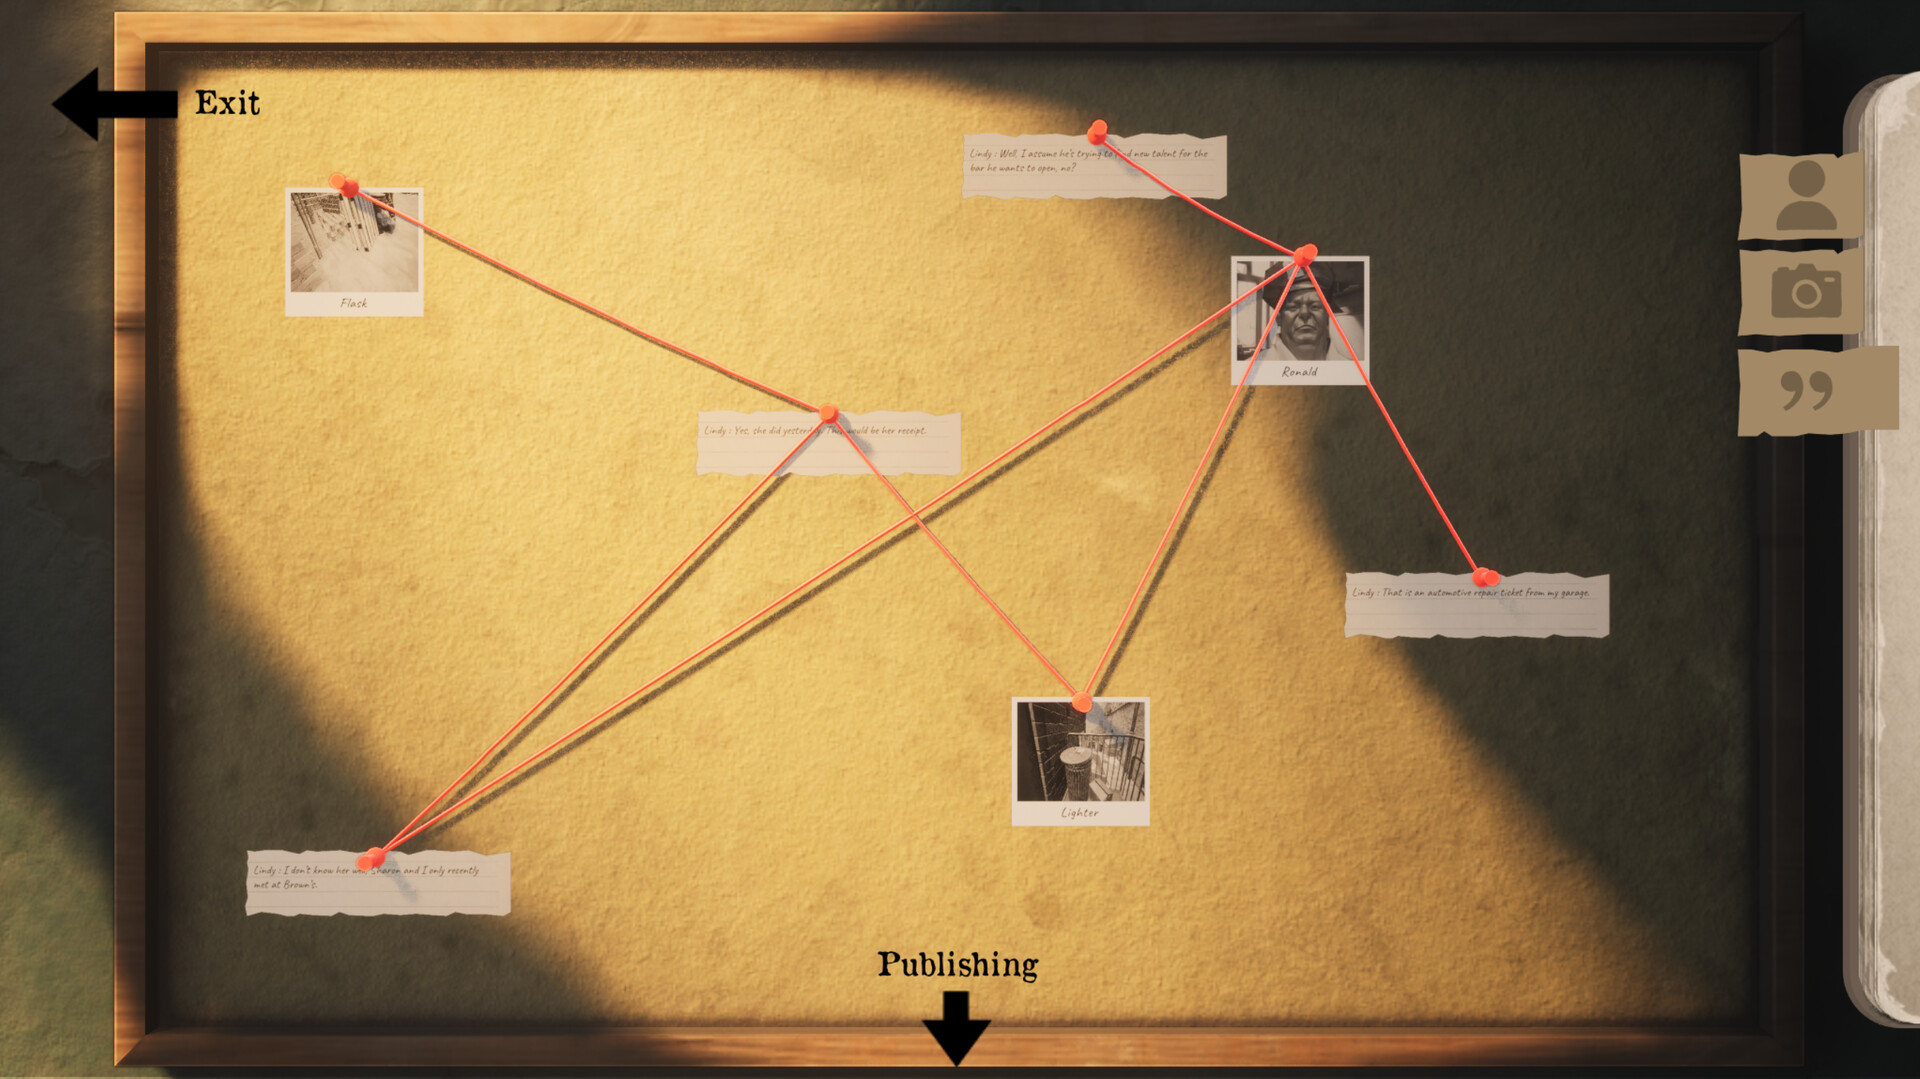 Exit
Lindy : Well, I assume he's trying to find new talent for the
bar he wants to open, no?
Flask
Ronald
Lindy : Yes, she did yesterday. This would be her receipt.
Lindy : That is an automotive repair ticket from my garage.
Lighter
Lindy : I don't know her well. Sharon and I only recently
met at Brown's.
Publishing